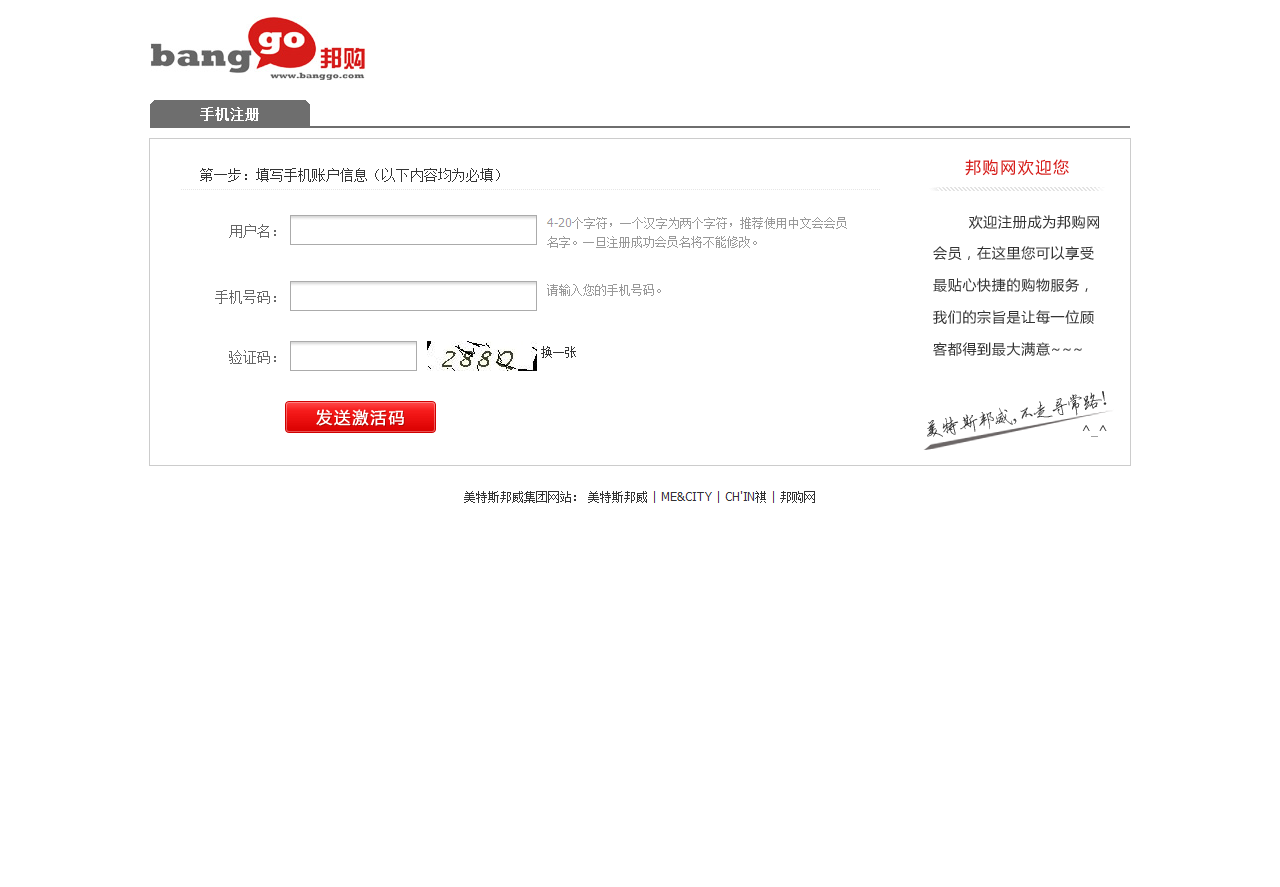 banggo 邦购
www.banggo.com
手机注册
第一步：填写手机账户信息（以下内容均为必填）
用户名：
4-20个字符，一个汉字为两个字符，推荐使用中文会会员
名字。一旦注册成功会员名将不能修改。
手机号码：
请输入您的手机号码。
验证码：
2880
换一张
发送激活码
邦购网欢迎您
欢迎注册成为邦购网
会员，在这里您可以享受
最贴心快捷的购物服务，
我们的宗旨是让每一位顾
客都得到最大满意~~~
美特斯邦威，不走寻常路！
^_^
美特斯邦威集团网站： 美特斯邦威 | ME&CITY | CH'IN祺 | 邦购网